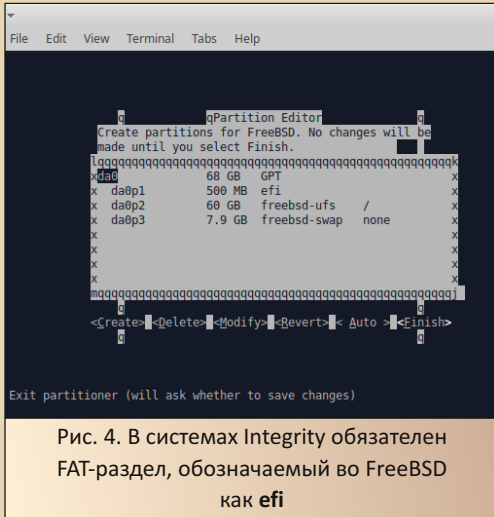 File Edit View Terminal Tabs Help
q qPartition Editor q
Create partitions for FreeBSD. No changes will be
made until you select Finish.
lqqqqqqqqqqqqqqqqqqqqqqqqqqqqqqqqqqqqqqqqqqqqqqqqqqqk
xda0 68 GB GPT x
x da0p1 500 MB efi x
x da0p2 60 GB freebsd-ufs / x
x da0p3 7.9 GB freebsd-swap none x
x x
x x
x x
x x
mqqqqqqqqqqqqqqqqqqqqqqqqqqqqqqqqqqqqqqqqqqqqqqqqqqqj
q q
<Create> <Delete> <Modify> <Revert> < Auto > <Finish>
q q
Exit partitioner (will ask whether to save changes)
Рис. 4. В системах Integrity обязателен
FAT-раздел, обозначаемый во FreeBSD
как efi